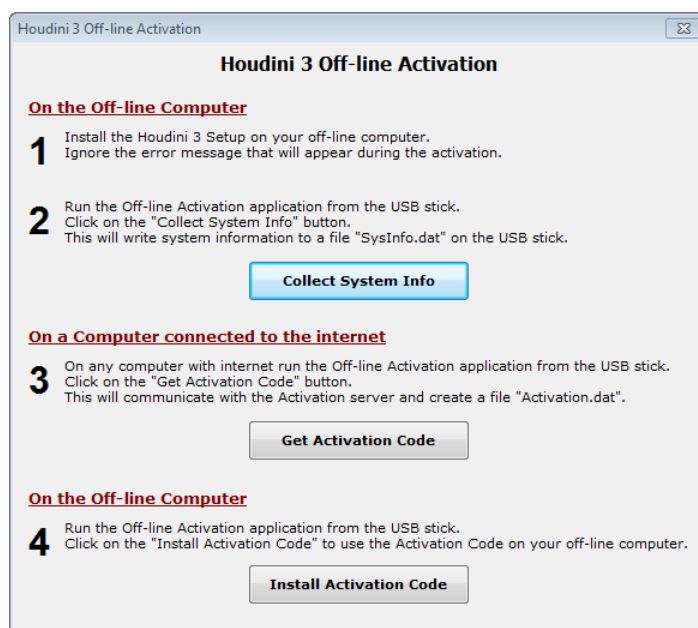 Houdini 3 Off-line Activation
Houdini 3 Off-line Activation
On the Off-line Computer
1
Install the Houdini 3 Setup on your off-line computer.
Ignore the error message that will appear during the activation.
2
Run the Off-line Activation application from the USB stick.
Click on the "Collect System Info" button.
This will write system information to a file "SysInfo.dat" on the USB stick.
Collect System Info
On a Computer connected to the internet
3
On any computer with internet run the Off-line Activation application from the USB stick.
Click on the "Get Activation Code" button.
This will communicate with the Activation server and create a file "Activation.dat".
Get Activation Code
On the Off-line Computer
4
Run the Off-line Activation application from the USB stick.
Click on the "Install Activation Code" to use the Activation Code on your off-line computer.
Install Activation Code